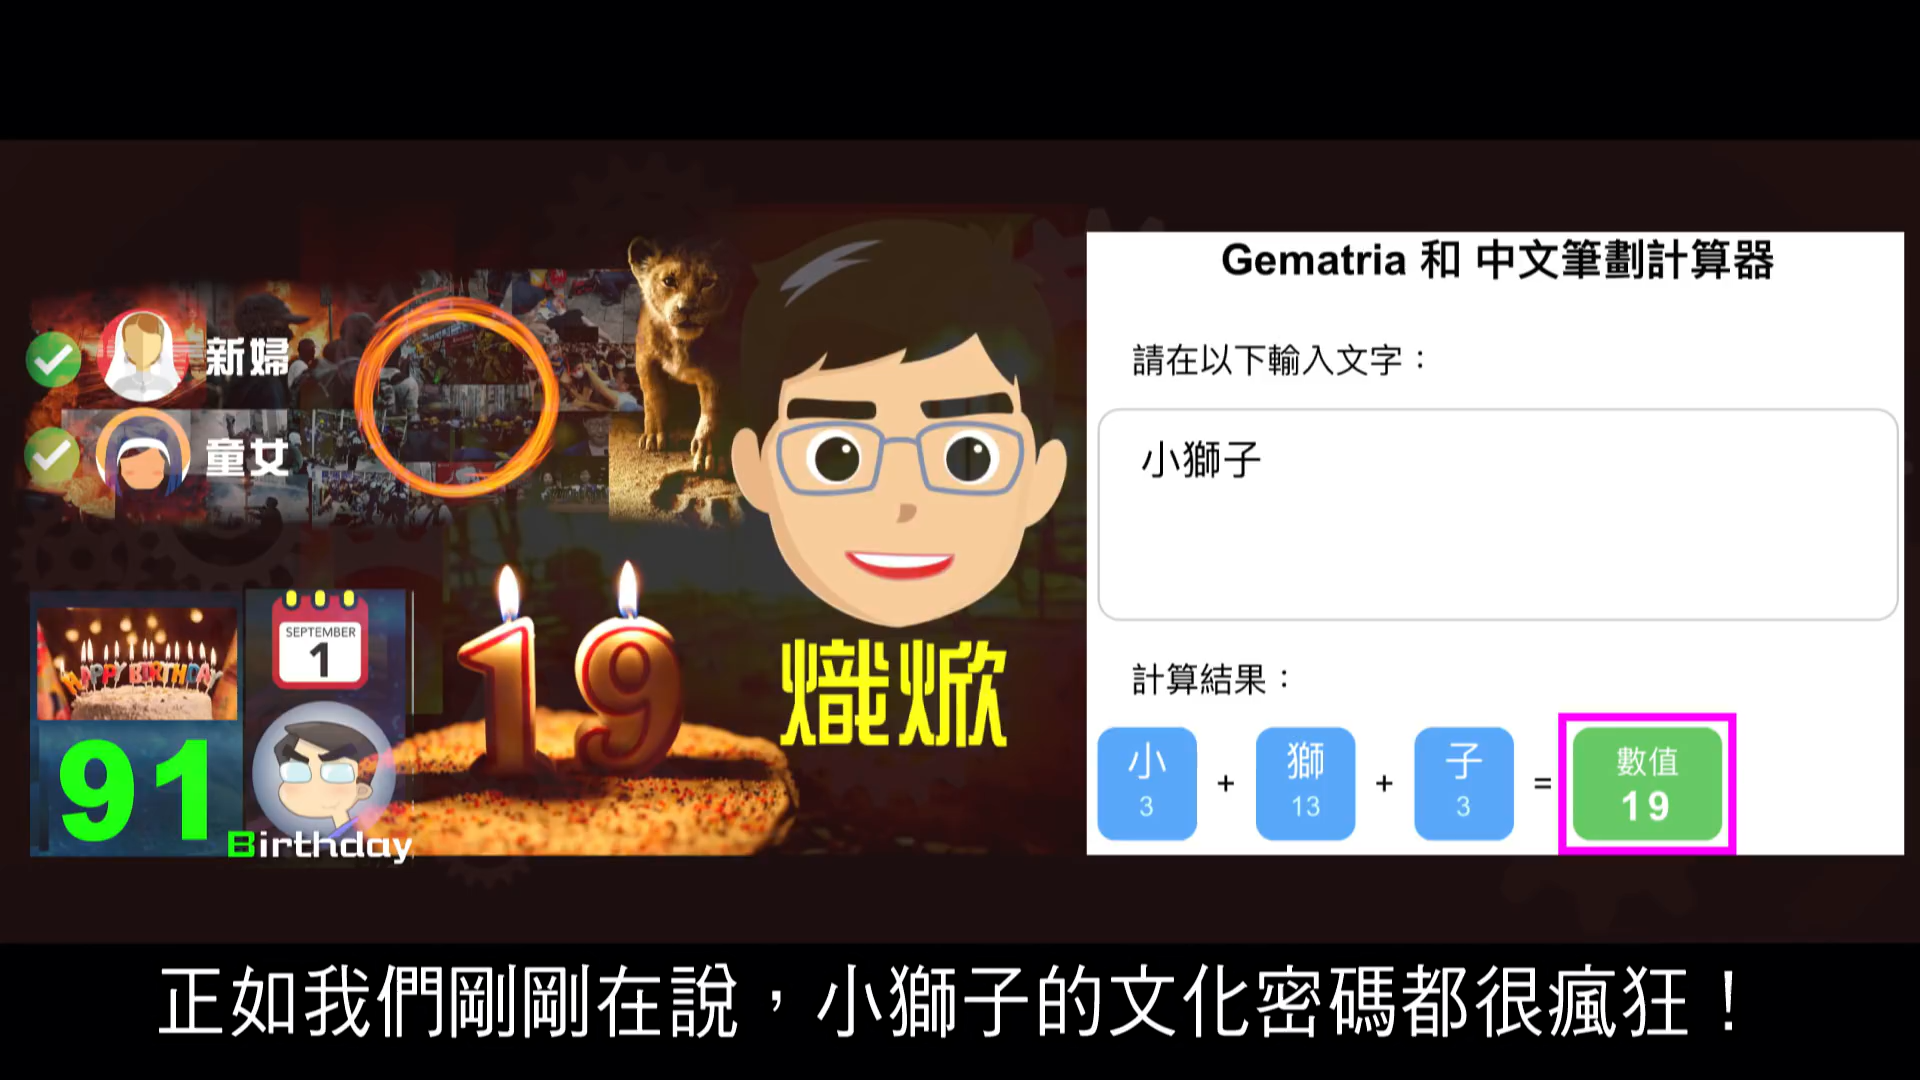 新婦
童女
HAPPY BIRTHDAY
SEPTEMBER
1
91
Birthday
19
熾焮
Gematria 和 中文筆劃計算器
請在以下輸入文字：
小獅子
計算結果：
小 + 獅 + 子 = 數值
3 13 3 19
正如我們剛剛在說，小獅子的文化密碼都很瘋狂！